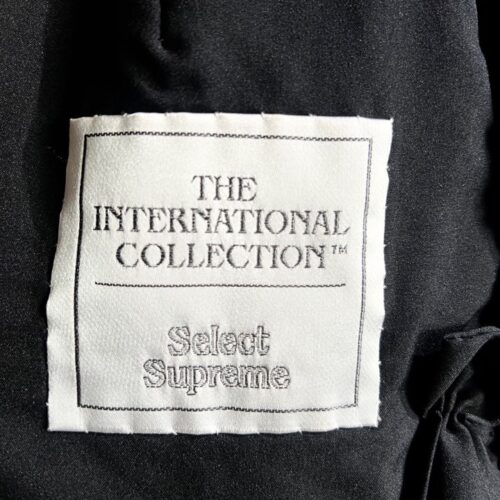 THE
INTERNATIONAL
COLLECTION™
Select
Supreme